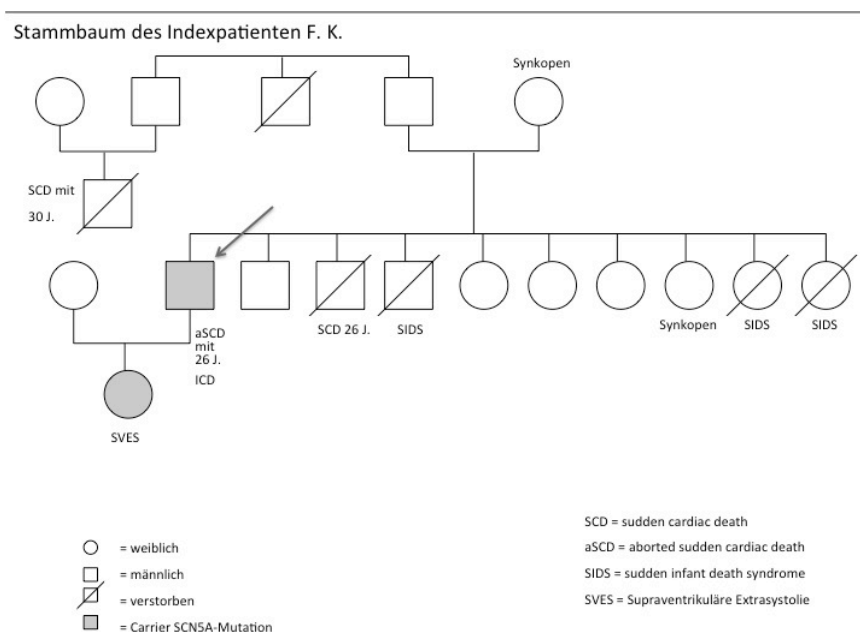 Stammbaum des Indexpatienten F. K.
Synkopen
SCD mit
30 J.
aSCD
mit
26 J.
ICD
SCD 26 J.
SIDS
Synkopen
SIDS
SIDS
SVES
= weiblich
= männlich
= verstorben
= Carrier SCN5A-Mutation
SCD = sudden cardiac death
aSCD = aborted sudden cardiac death
SIDS = sudden infant death syndrome
SVES = Supraventrikuläre Extrasystolie